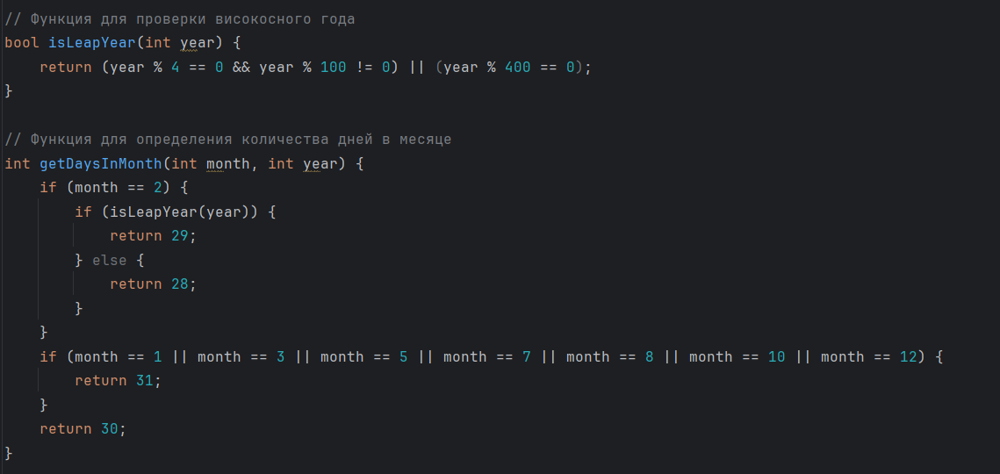 // Функция для проверки високосного года
bool isLeapYear(int year) {
    return (year % 4 == 0 && year % 100 != 0) || (year % 400 == 0);
}

// Функция для определения количества дней в месяце
int getDaysInMonth(int month, int year) {
    if (month == 2) {
        if (isLeapYear(year)) {
            return 29;
        } else {
            return 28;
        }
    }
    if (month == 1 || month == 3 || month == 5 || month == 7 || month == 8 || month == 10 || month == 12) {
        return 31;
    }
    return 30;
}